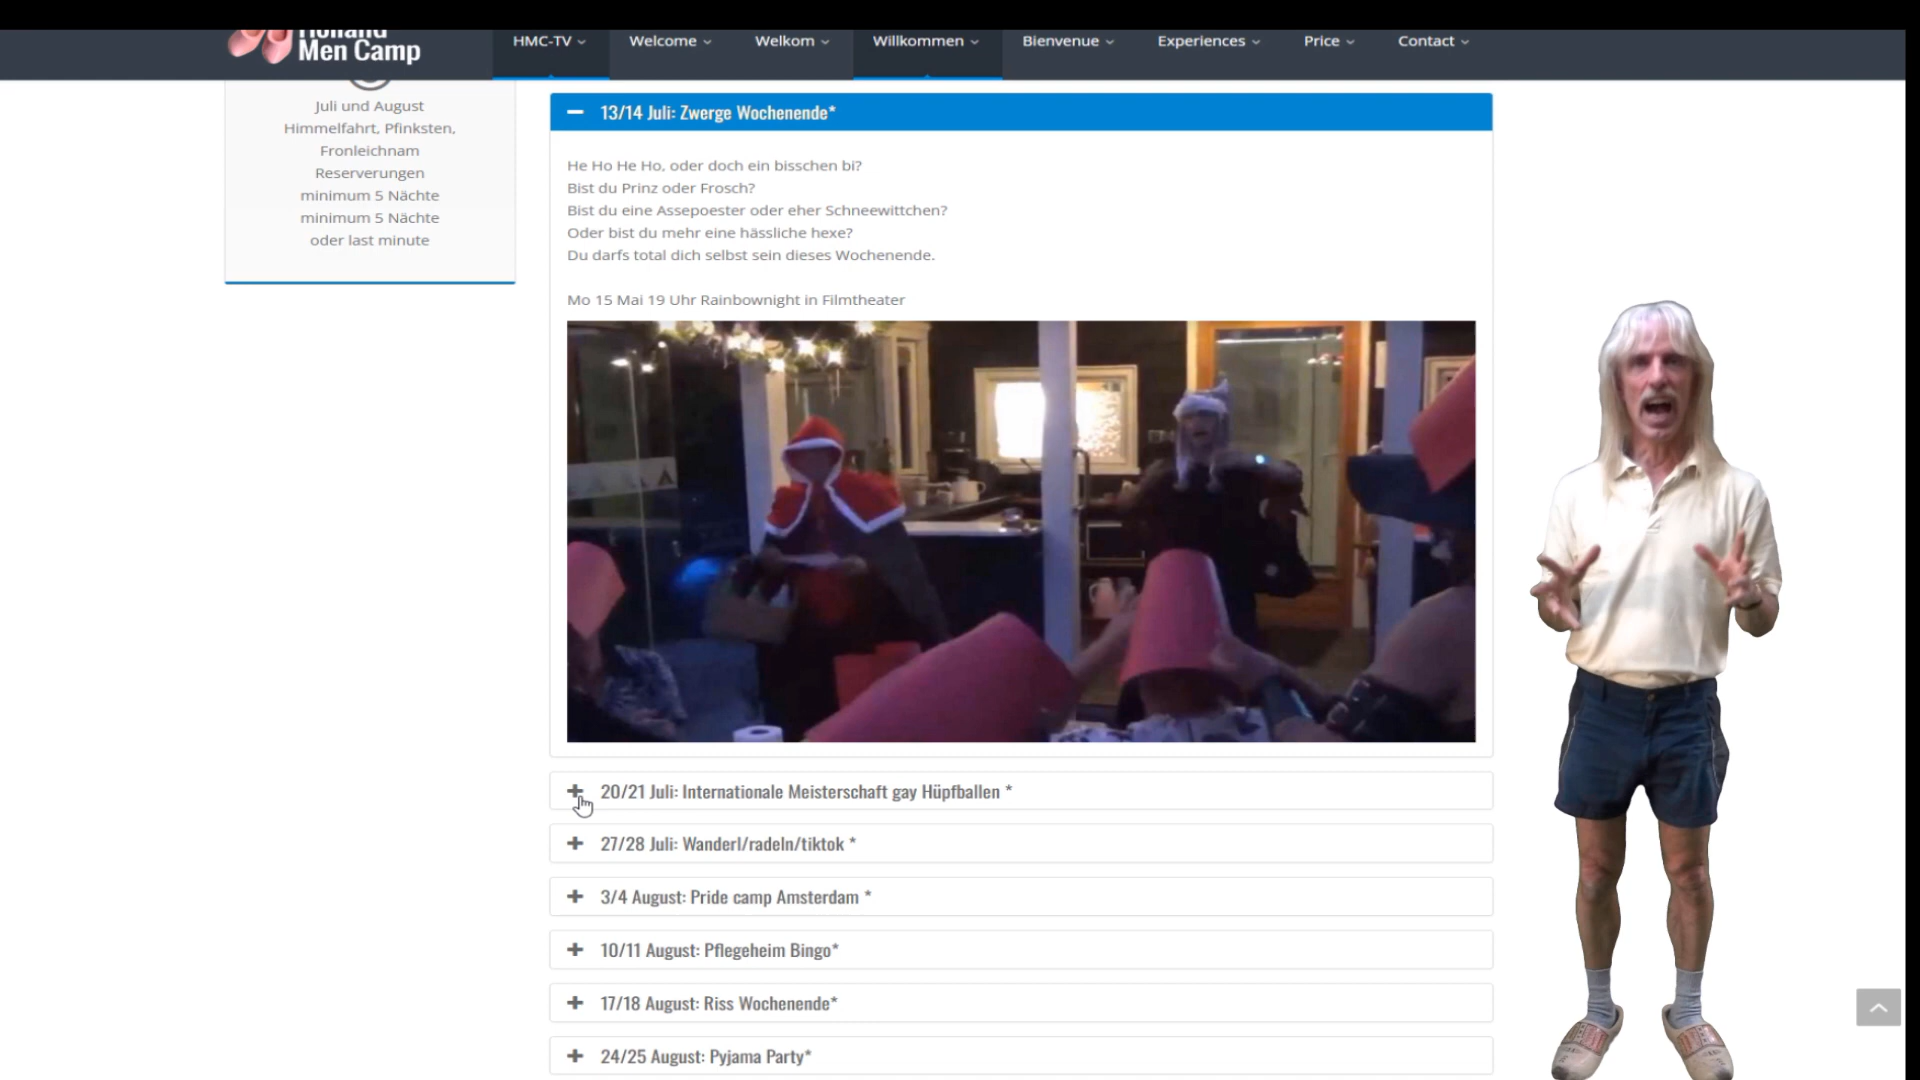 Holland
Men Camp
HMC-TV
Welcome
Welkom
Willkommen
Bienvenue
Experiences
Price
Contact
Juli und August
Himmelfahrt, Pfinksten,
Fronleichnam
Reserverungen
minimum 5 Nächte
minimum 5 Nächte
oder last minute
13/14 Juli: Zwerge Wochenende*
He Ho He Ho, oder doch ein bisschen bi?
Bist du Prinz oder Frosch?
Bist du eine Assepoester oder eher Schneewittchen?
Oder bist du mehr eine hässliche hexe?
Du darfs total dich selbst sein dieses Wochenende.
Mo 15 Mai 19 Uhr Rainbownight in Filmtheater
20/21 Juli: Internationale Meisterschaft gay Hüpfballen *
27/28 Juli: Wanderl/radeln/tiktok *
3/4 August: Pride camp Amsterdam *
10/11 August: Pflegeheim Bingo*
17/18 August: Riss Wochenende*
24/25 August: Pyjama Party*